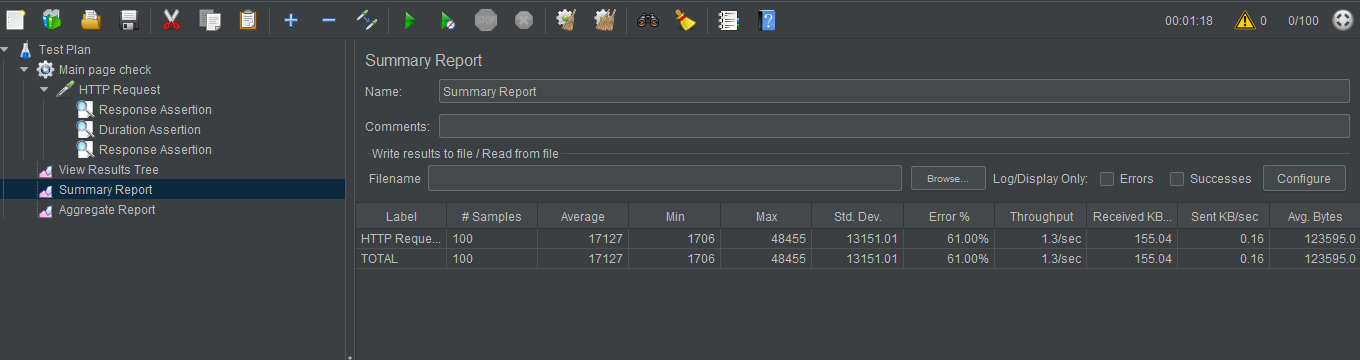 STOP
00:01:18
0
0/100
Test Plan
Main page check
HTTP Request
Response Assertion
Duration Assertion
Response Assertion
View Results Tree
Summary Report
Aggregate Report
Summary Report
Name: Summary Report
Comments:
Write results to file / Read from file
Filename Browse... Log/Display Only: Errors Successes Configure
Label # Samples Average Min Max Std. Dev. Error % Throughput Received KB... Sent KB/sec Avg. Bytes
HTTP Reque... 100 17127 1706 48455 13151.01 61.00% 1.3/sec 155.04 0.16 123595.0
TOTAL 100 17127 1706 48455 13151.01 61.00% 1.3/sec 155.04 0.16 123595.0